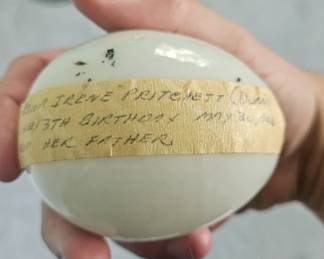 IRENE PRITCHETT
13TH BIRTHDAY MAY 30,
HER FATHER